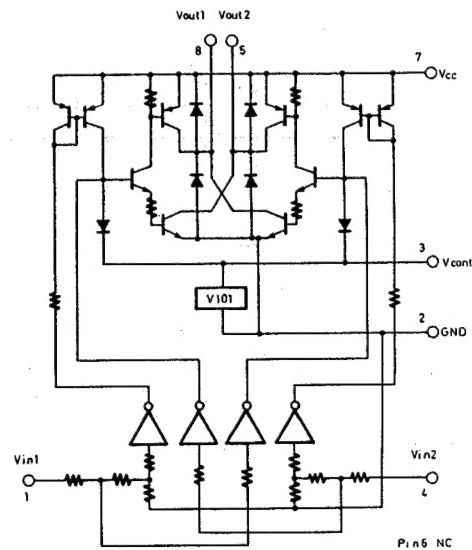 Vout1 Vout2
8 5
7
Vcc
3
Vcont
V101
2
GND
Vin1
Vin2
1
4
Pin6 NC